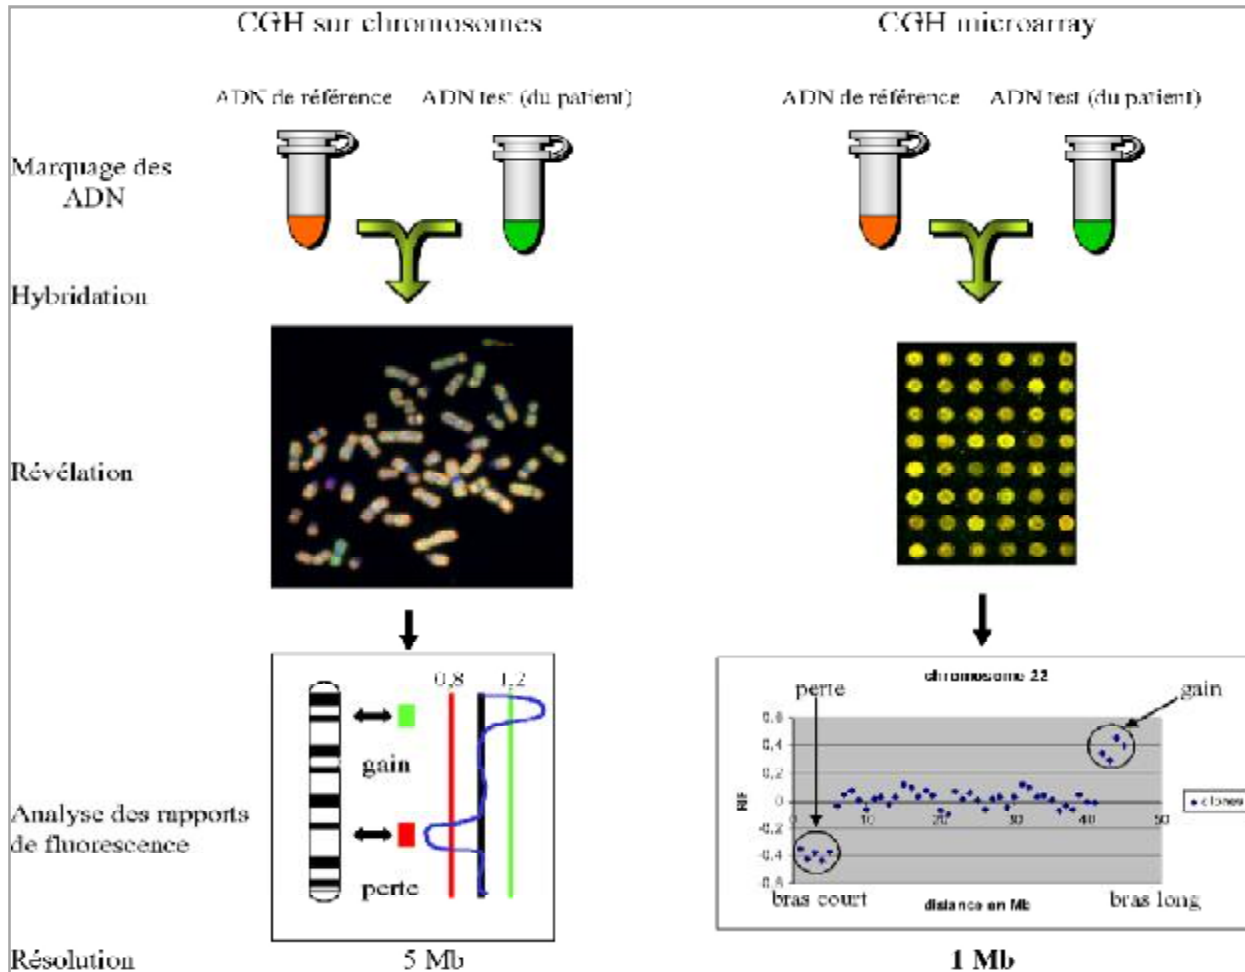 CGH sur chromosomes
CGH microarray
ADN de référence
ADN test (du patient)
ADN de référence
ADN test (du patient)
Marquage des
ADN
Hybridation
Révélation
Analyse des rapports
de fluorescence
0,8
1,2
gain
perte
chromosome 22
perte
gain
0,6
0,4
0,2
0
-0,2
-0,4
-0,6
RIF
0
10
20
30
40
50
clones
bras court
distance en Mb
bras long
Résolution
5 Mb
1 Mb